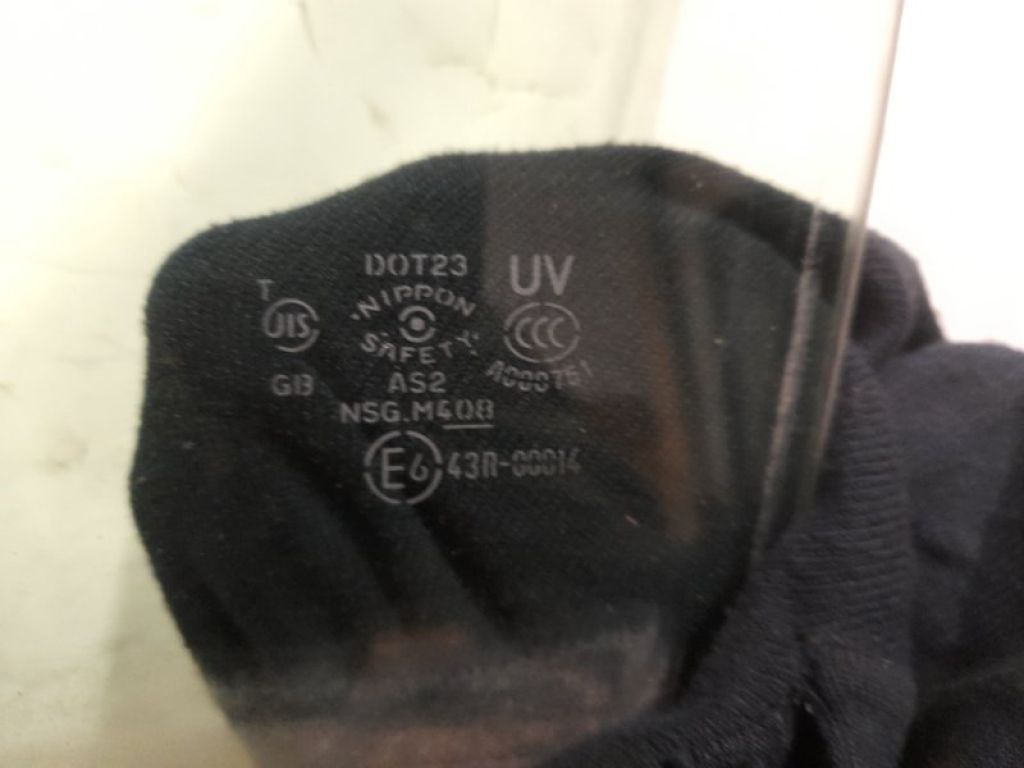 DOT23 UV
T
JIS NIPPON SAFETY CCC
A000761
GB AS2
NSG.M408
E6 43R-00014